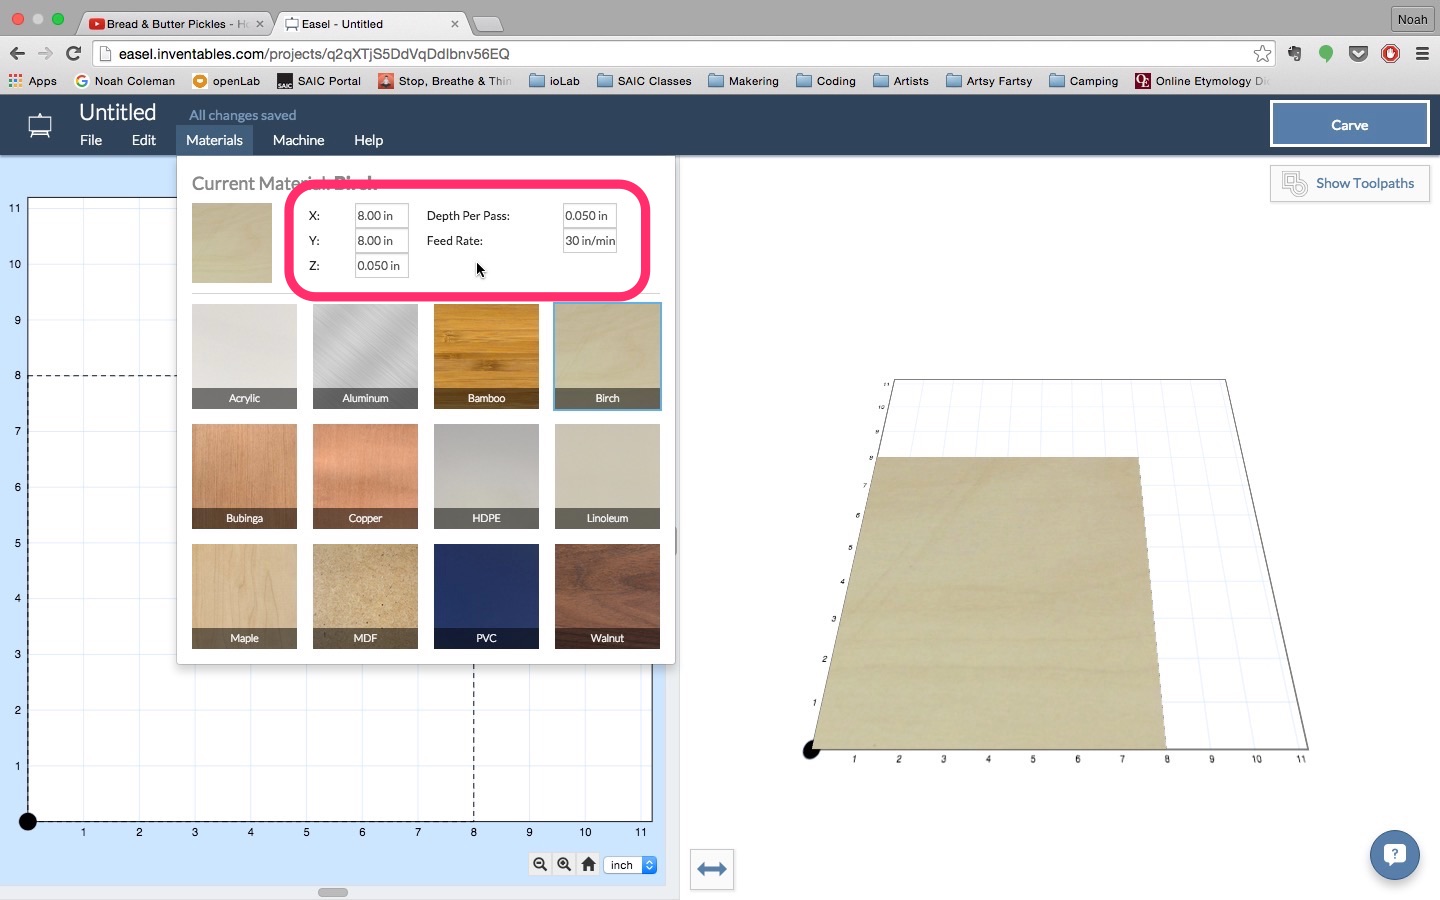 Bread & Butter Pickles - H
Easel - Untitled
Noah
easel.inventables.com/projects/q2qXTjS5DdVqDdlbnv56EQ
Apps
Noah Coleman
openLab
SAIC Portal
Stop, Breathe & Thin
ioLab
SAIC Classes
Makering
Coding
Artists
Artsy Fartsy
Camping
Online Etymology Di
Untitled
All changes saved
File
Edit
Materials
Machine
Help
Carve
Show Toolpaths
Current Material: Birch
X: 8.00 in Depth Per Pass: 0.050 in
Y: 8.00 in Feed Rate: 30 in/min
Z: 0.050 in
Acrylic
Aluminum
Bamboo
Birch
Bubinga
Copper
HDPE
Linoleum
Maple
MDF
PVC
Walnut
11
10
9
8
7
6
5
4
3
2
1
1 2 3 4 5 6 7 8 9 10 11
inch
11
10
9
8
7
6
5
4
3
2
1
1 2 3 4 5 6 7 8 9 10 11
?